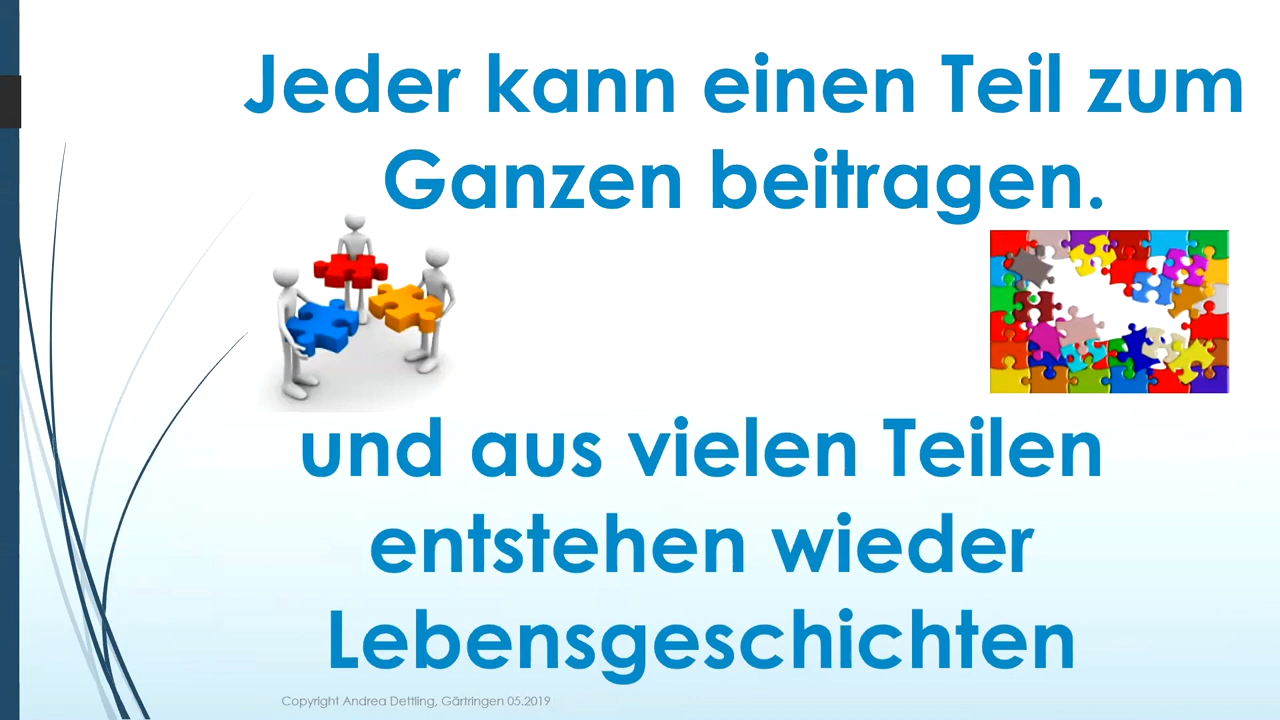 Jeder kann einen Teil zum
Ganzen beitragen.
und aus vielen Teilen
entstehen wieder
Lebensgeschichten
Copyright Andrea Dettling, Gärtringen 05.2019